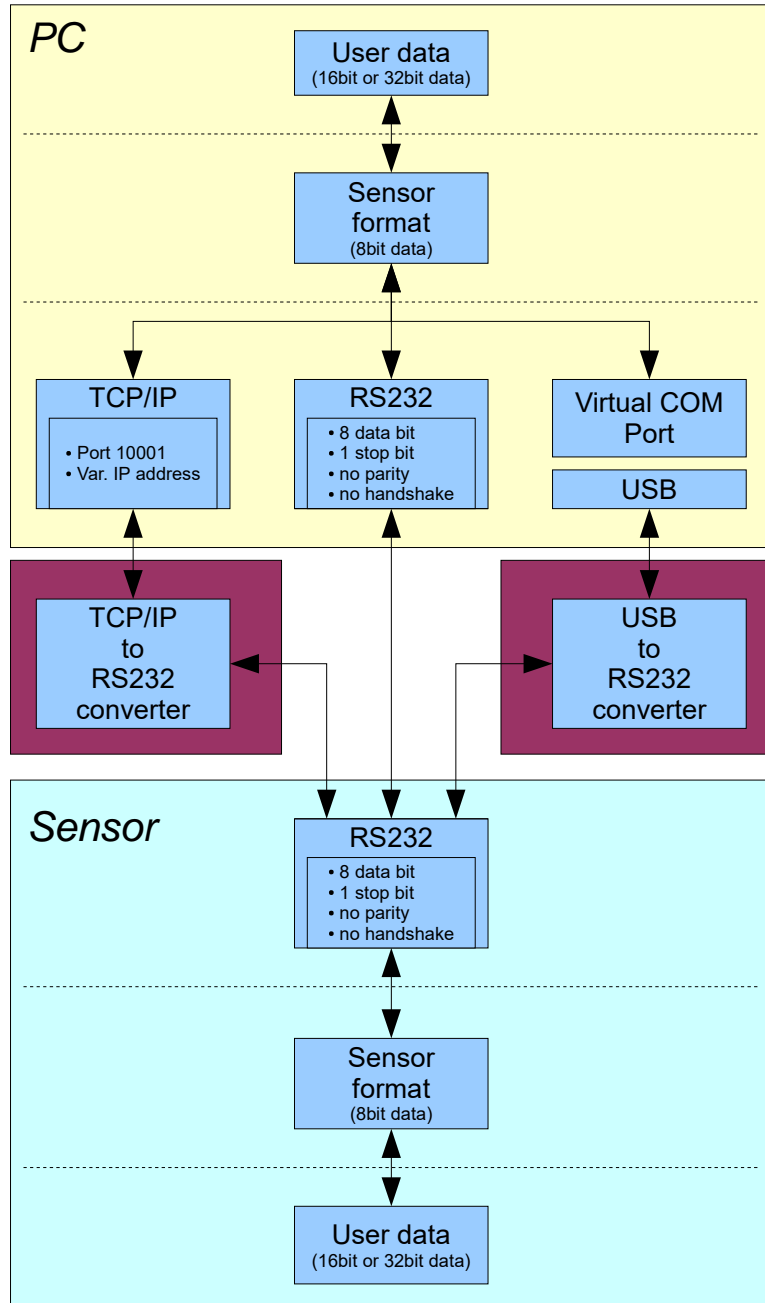 PC
User data
(16bit or 32bit data)
Sensor
format
(8bit data)
TCP/IP
• Port 10001
• Var. IP address
RS232
• 8 data bit
• 1 stop bit
• no parity
• no handshake
Virtual COM
Port
USB
TCP/IP
to
RS232
converter
USB
to
RS232
converter
Sensor
RS232
• 8 data bit
• 1 stop bit
• no parity
• no handshake
Sensor
format
(8bit data)
User data
(16bit or 32bit data)